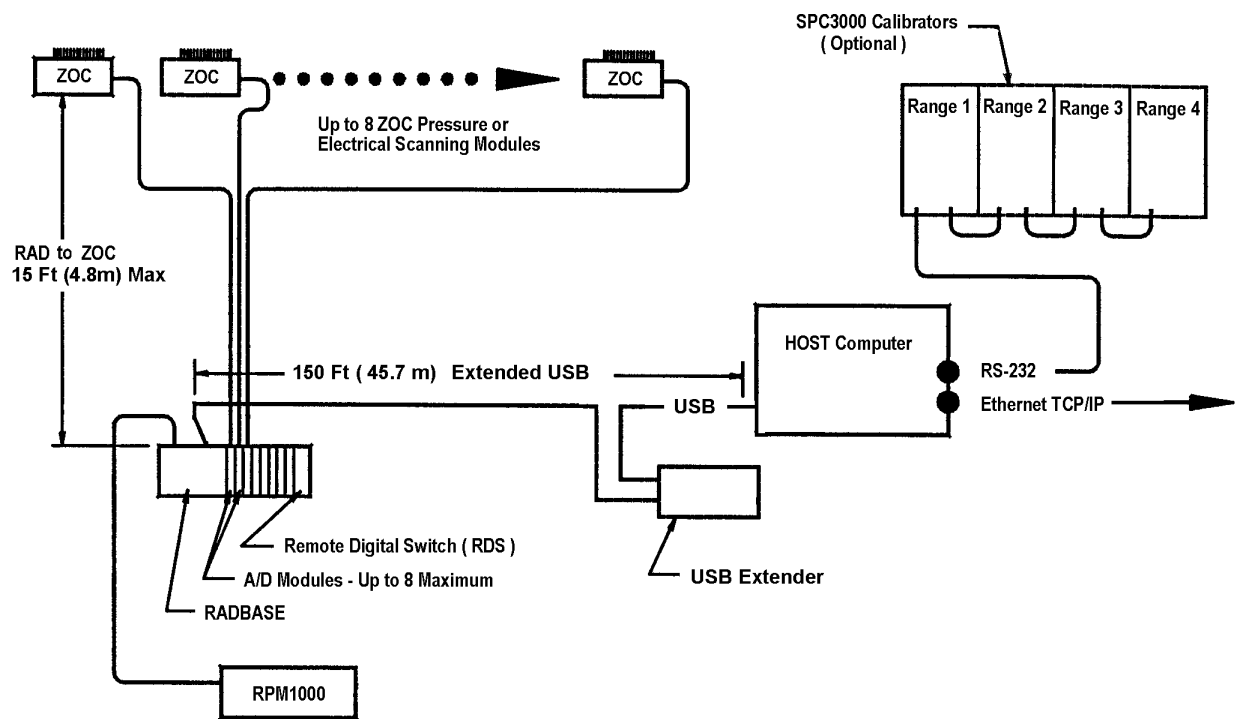 SPC3000 Calibrators
( Optional )
ZOC
ZOC
ZOC
Range 1
Range 2
Range 3
Range 4
Up to 8 ZOC Pressure or
Electrical Scanning Modules
RAD to ZOC
15 Ft (4.8m) Max
HOST Computer
150 Ft ( 45.7 m) Extended USB
RS-232
USB
Ethernet TCP/IP
Remote Digital Switch ( RDS )
A/D Modules - Up to 8 Maximum
USB Extender
RADBASE
RPM1000